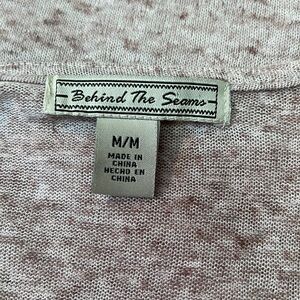 Behind The Seams
M/M
MADE IN
CHINA
HECHO EN
CHINA